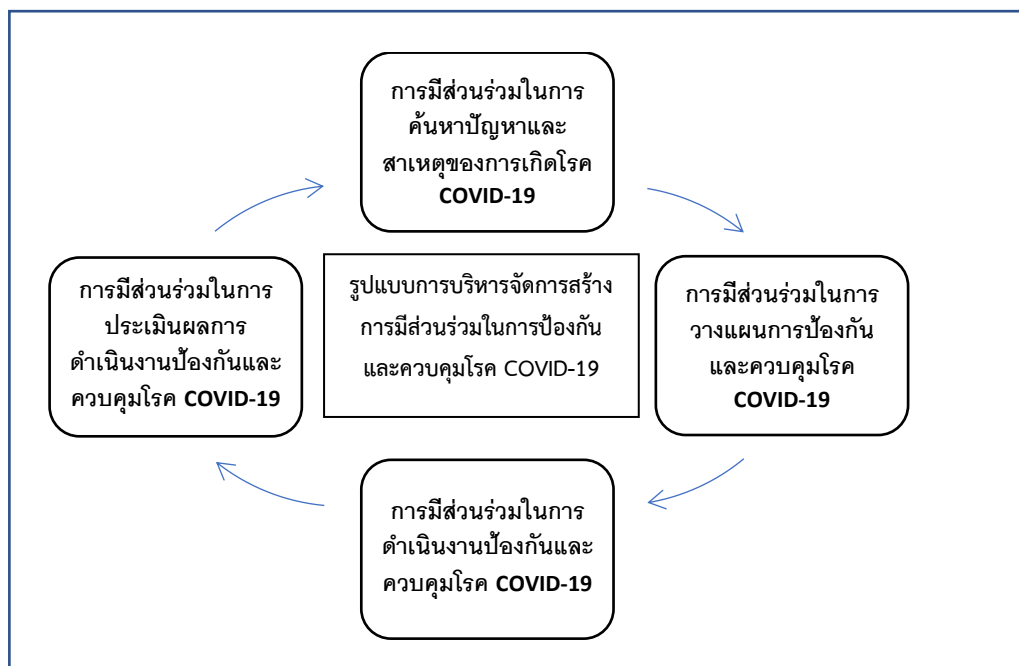 การมีส่วนร่วมในการ
ค้นหาปัญหาและ
สาเหตุของการเกิดโรค
COVID-19
การมีส่วนร่วมในการ
ประเมินผลการ
ดำเนินงานป้องกันและ
ควบคุมโรค COVID-19
รูปแบบการบริหารจัดการสร้าง
การมีส่วนร่วมในการป้องกัน
และควบคุมโรค COVID-19
การมีส่วนร่วมในการ
วางแผนการป้องกัน
และควบคุมโรค
COVID-19
การมีส่วนร่วมในการ
ดำเนินงานป้องกันและ
ควบคุมโรค COVID-19